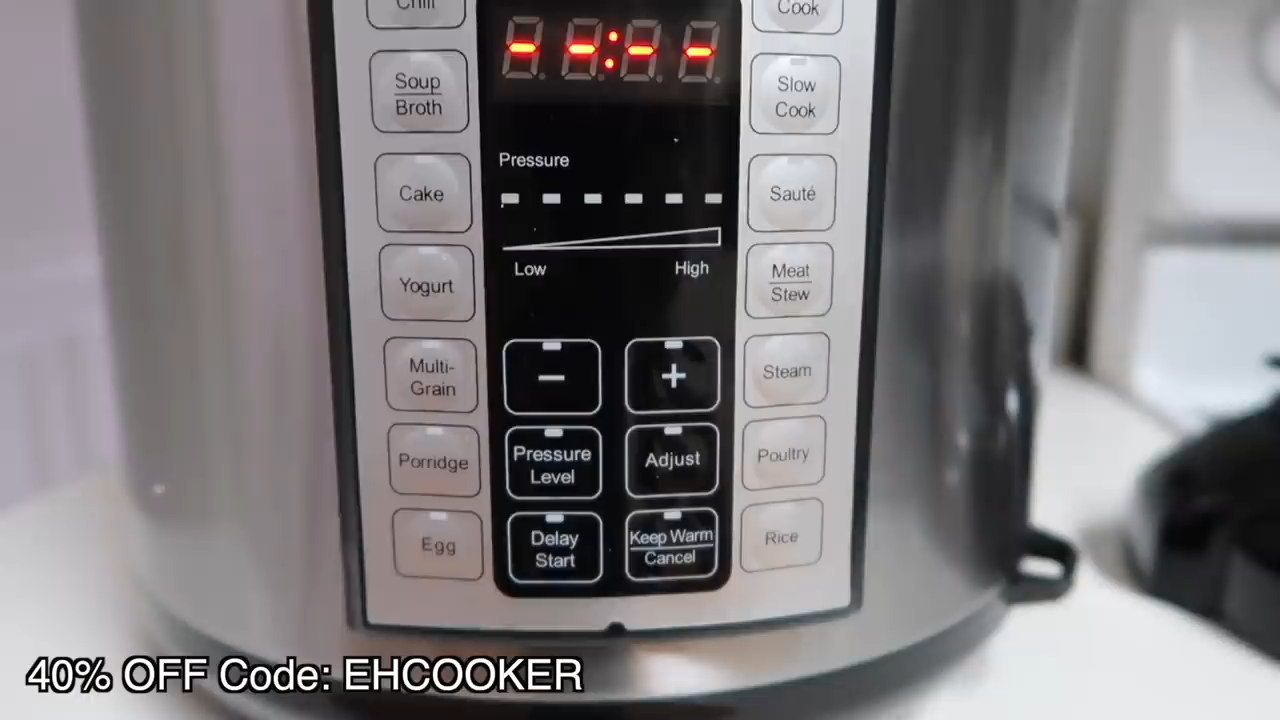 Chili
Cook
Soup
Broth
Slow
Cook
Pressure
Cake
Sauté
Low
High
Yogurt
Meat
Stew
Multi-
Grain
−
+
Steam
Porridge
Pressure
Level
Adjust
Poultry
Egg
Delay
Start
Keep Warm
Cancel
Rice
40% OFF Code: EHCOOKER